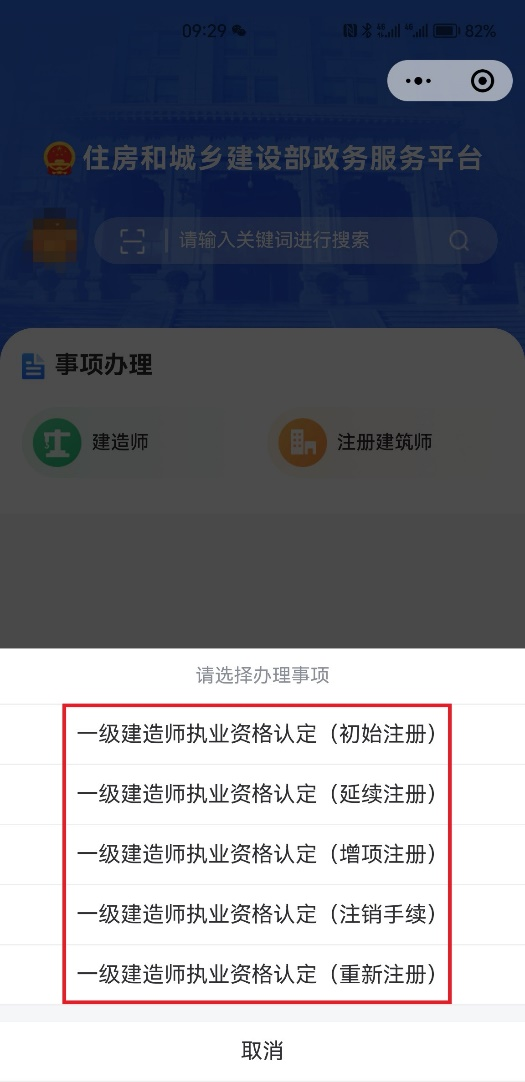 09:29
82%
住房和城乡建设部政务服务平台
请输入关键词进行搜索
事项办理
建造师
注册建筑师
请选择办理事项
一级建造师执业资格认定（初始注册）
一级建造师执业资格认定（延续注册）
一级建造师执业资格认定（增项注册）
一级建造师执业资格认定（注销手续）
一级建造师执业资格认定（重新注册）
取消